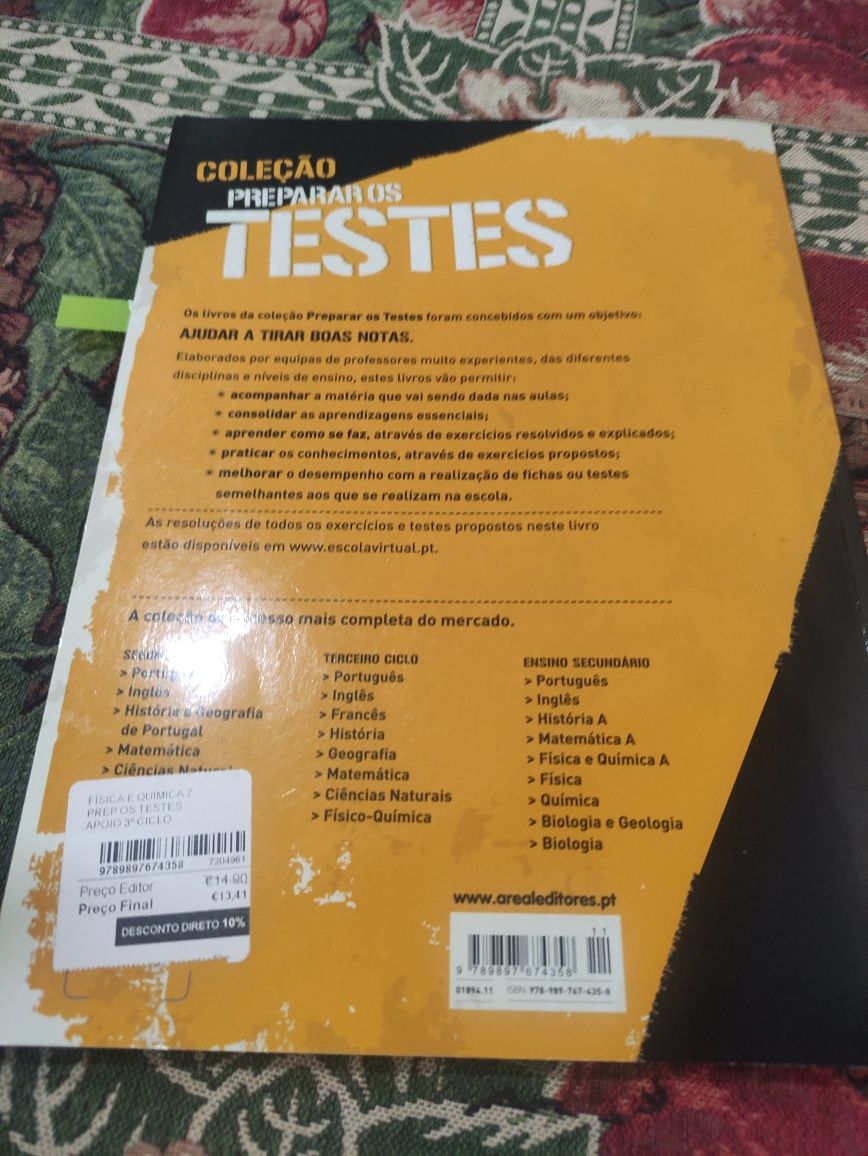 COLEÇÃO
PREPARAR OS
TESTES
Os livros da coleção Preparar os Testes foram concebidos com um objetivo:
AJUDAR A TIRAR BOAS NOTAS.
Elaborados por equipas de professores muito experientes, das diferentes
disciplinas e níveis de ensino, estes livros vão permitir:
* acompanhar a matéria que vai sendo dada nas aulas;
* consolidar as aprendizagens essenciais;
* aprender como se faz, através de exercícios resolvidos e explicados;
* praticar os conhecimentos, através de exercícios propostos;
* melhorar o desempenho com a realização de fichas ou testes
semelhantes aos que se realizam na escola.
As resoluções de todos os exercícios e testes propostos neste livro
estão disponíveis em www.escolavirtual.pt.
A coleção mais completa do mercado.
> Inglês
> História e Geografia
de Portugal
> Matemática
> Ciências
TERCEIRO CICLO
> Português
> Inglês
> Francês
> História
> Geografia
> Matemática
> Ciências Naturais
> Físico-Química
ENSINO SECUNDÁRIO
> Português
> Inglês
> História A
> Matemática A
> Física e Química A
> Física
> Química
> Biologia e Geologia
> Biologia
FISICA E QUÍMICA 7
PREP OS TESTES
APOIO 3º CICLO
9789897674358 7204961
Preço Editor €14.90
Preço Final €13,41
DESCONTO DIRETO 10%
www.arealeditores.pt
11
9 789897 674358
01894.11 ISBN 978-989-767-435-8